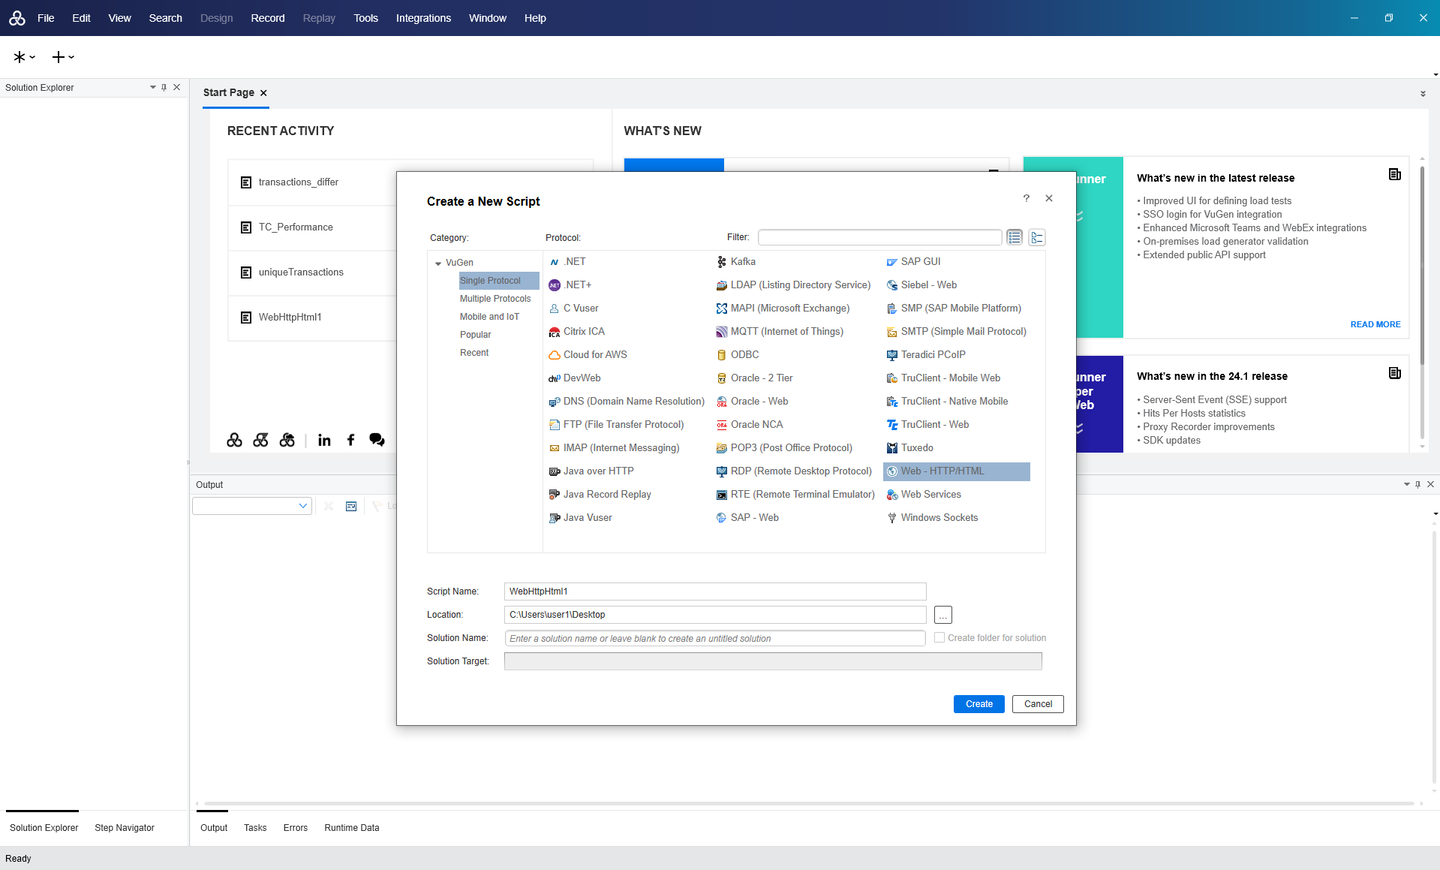 File Edit View Search Design Record Replay Tools Integrations Window Help
Solution Explorer
Start Page
RECENT ACTIVITY
transactions_differ
TC_Performance
uniqueTransactions
WebHttpHtml1
WHAT'S NEW
What's new in the latest release
• Improved UI for defining load tests
• SSO login for VuGen integration
• Enhanced Microsoft Teams and WebEx integrations
• On-premises load generator validation
• Extended public API support
READ MORE
What's new in the 24.1 release
• Server-Sent Event (SSE) support
• Hits Per Hosts statistics
• Proxy Recorder improvements
• SDK updates
Create a New Script
?
Category:
Protocol:
Filter:
VuGen
Single Protocol
Multiple Protocols
Mobile and IoT
Popular
Recent
.NET
.NET+
C Vuser
Citrix ICA
Cloud for AWS
DevWeb
DNS (Domain Name Resolution)
FTP (File Transfer Protocol)
IMAP (Internet Messaging)
Java over HTTP
Java Record Replay
Java Vuser
Kafka
LDAP (Listing Directory Service)
MAPI (Microsoft Exchange)
MQTT (Internet of Things)
ODBC
Oracle - 2 Tier
Oracle - Web
Oracle NCA
POP3 (Post Office Protocol)
RDP (Remote Desktop Protocol)
RTE (Remote Terminal Emulator)
SAP - Web
SAP GUI
Siebel - Web
SMP (SAP Mobile Platform)
SMTP (Simple Mail Protocol)
Teradici PCoIP
TruClient - Mobile Web
TruClient - Native Mobile
TruClient - Web
Tuxedo
Web - HTTP/HTML
Web Services
Windows Sockets
Script Name: WebHttpHtml1
Location: C:\Users\user1\Desktop ...
Solution Name: Enter a solution name or leave blank to create an untitled solution Create folder for solution
Solution Target:
Create Cancel
Output
Solution Explorer Step Navigator
Output Tasks Errors Runtime Data
Ready